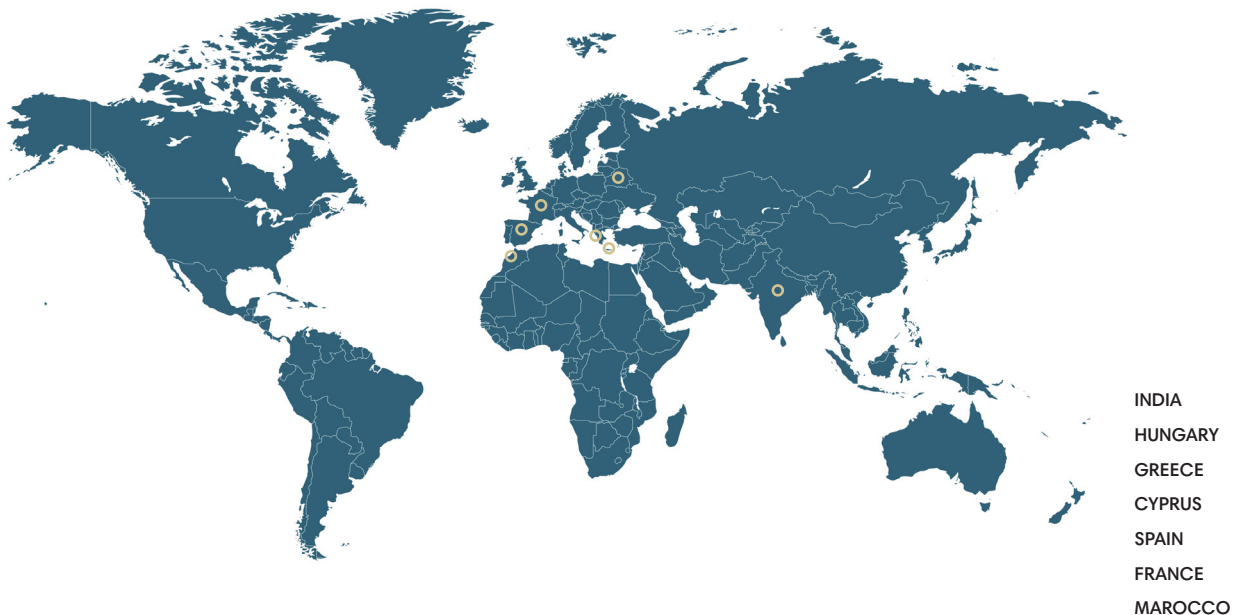 INDIA
HUNGARY
GREECE
CYPRUS
SPAIN
FRANCE
MAROCCO